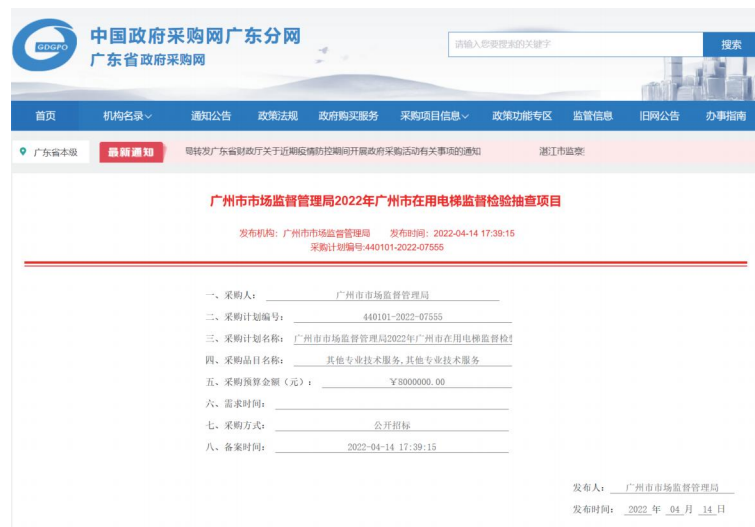 GDGPO
中国政府采购网广东分网
广东省政府采购网
请输入您要搜索的关键字
搜索
首页 机构名录 通知公告 政策法规 政府购买服务 采购项目信息 政策功能专区 监管信息 旧网公告 办事指南
广东省本级 最新通知 局转发广东省财政厅关于近期疫情防控期间开展政府采购活动有关事项的通知 湛江市监察
广州市市场监督管理局2022年广州市在用电梯监督检验抽查项目
发布机构：广州市市场监督管理局 发布时间：2022-04-14 17:39:15
采购计划编号:440101-2022-07555
一、采购人： 广州市市场监督管理局
二、采购计划编号： 440101-2022-07555
三、采购计划名称： 广州市市场监督管理局2022年广州市在用电梯监督检
四、采购品目名称： 其他专业技术服务,其他专业技术服务
五、采购预算金额（元）： ¥8000000.00
六、需求时间：
七、采购方式： 公开招标
八、备案时间： 2022-04-14 17:39:15
发布人： 广州市市场监督管理局
发布时间： 2022 年 04 月 14 日